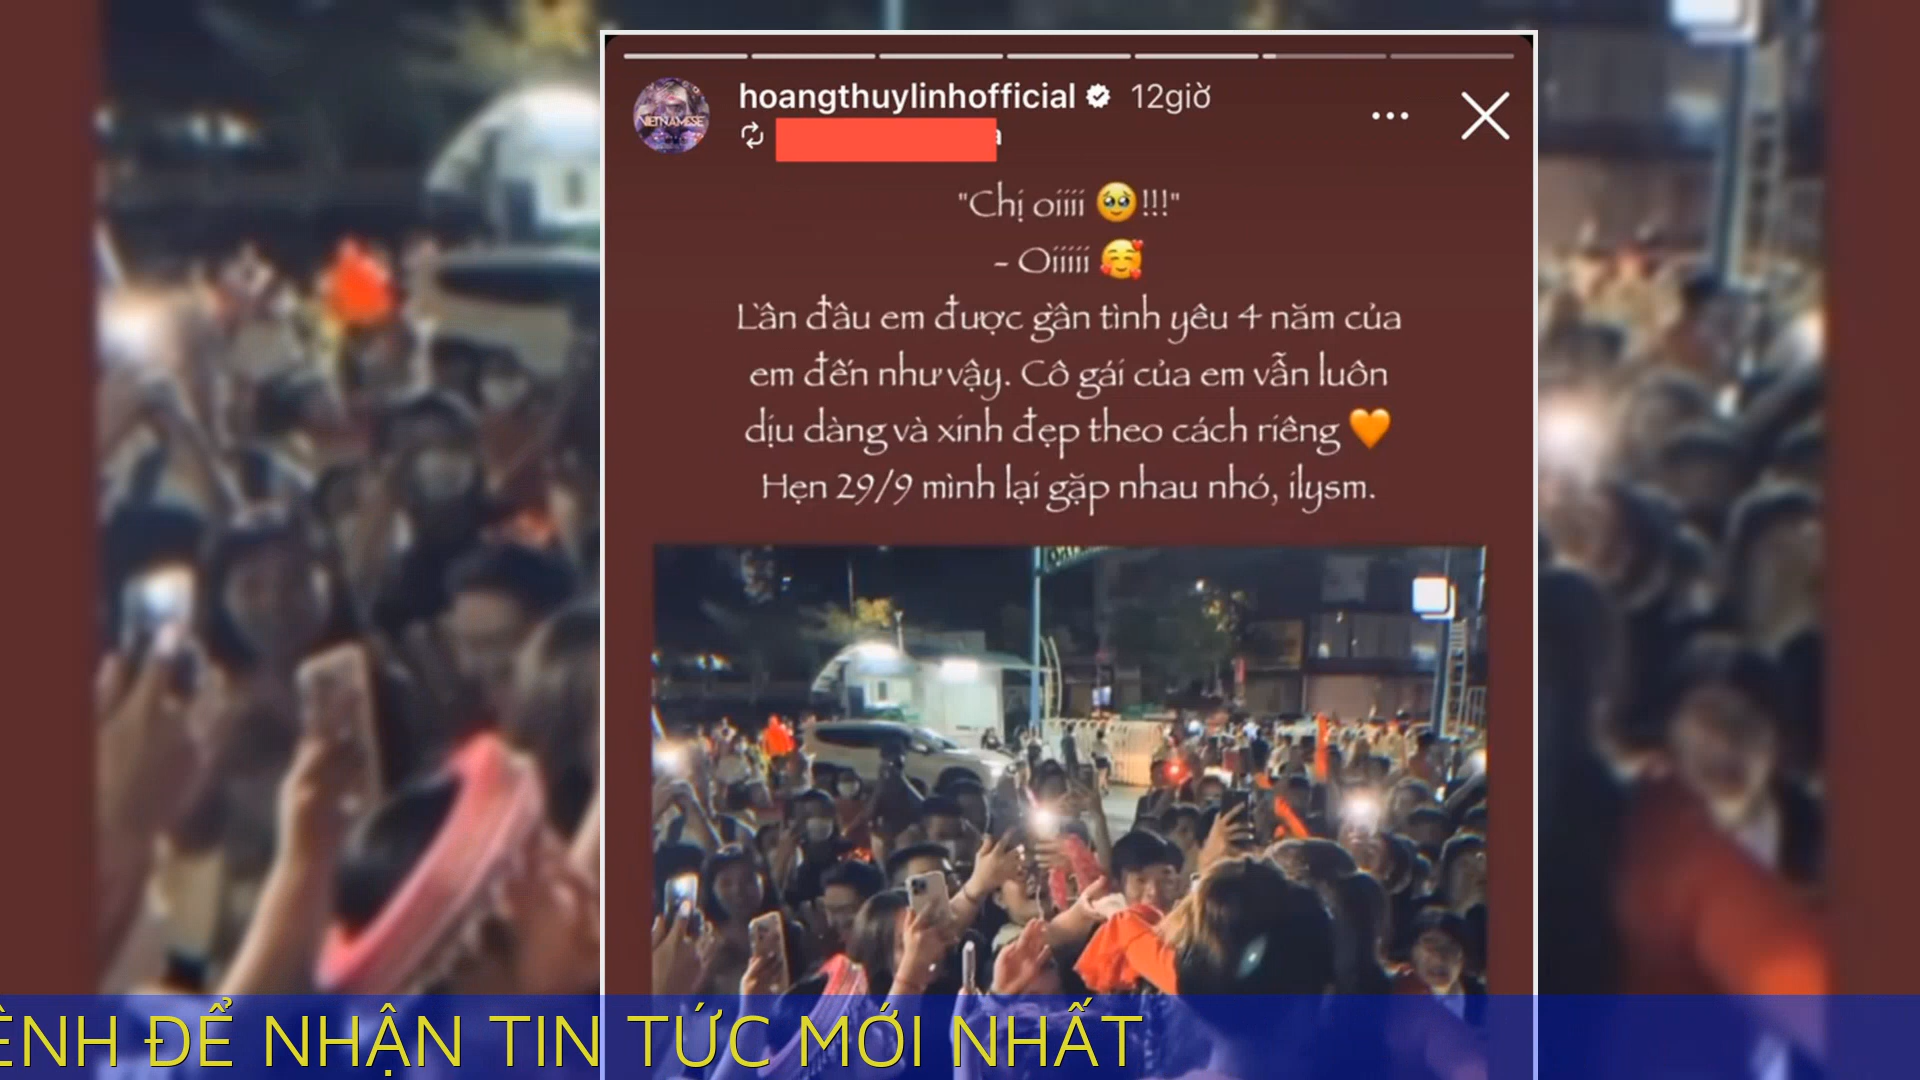 hoangthuylinhofficial 12giờ
"Chị oiiii 🥹!!!"
- Oiiiii 🥰
Lần đầu em được gần tình yêu 4 năm của
em đến như vậy. Cô gái của em vẫn luôn
dịu dàng và xinh đẹp theo cách riêng 🧡
Hẹn 29/9 mình lại gặp nhau nhó, ilysm.
ÊNH ĐỂ NHẬN TIN TỨC MỚI NHẤT